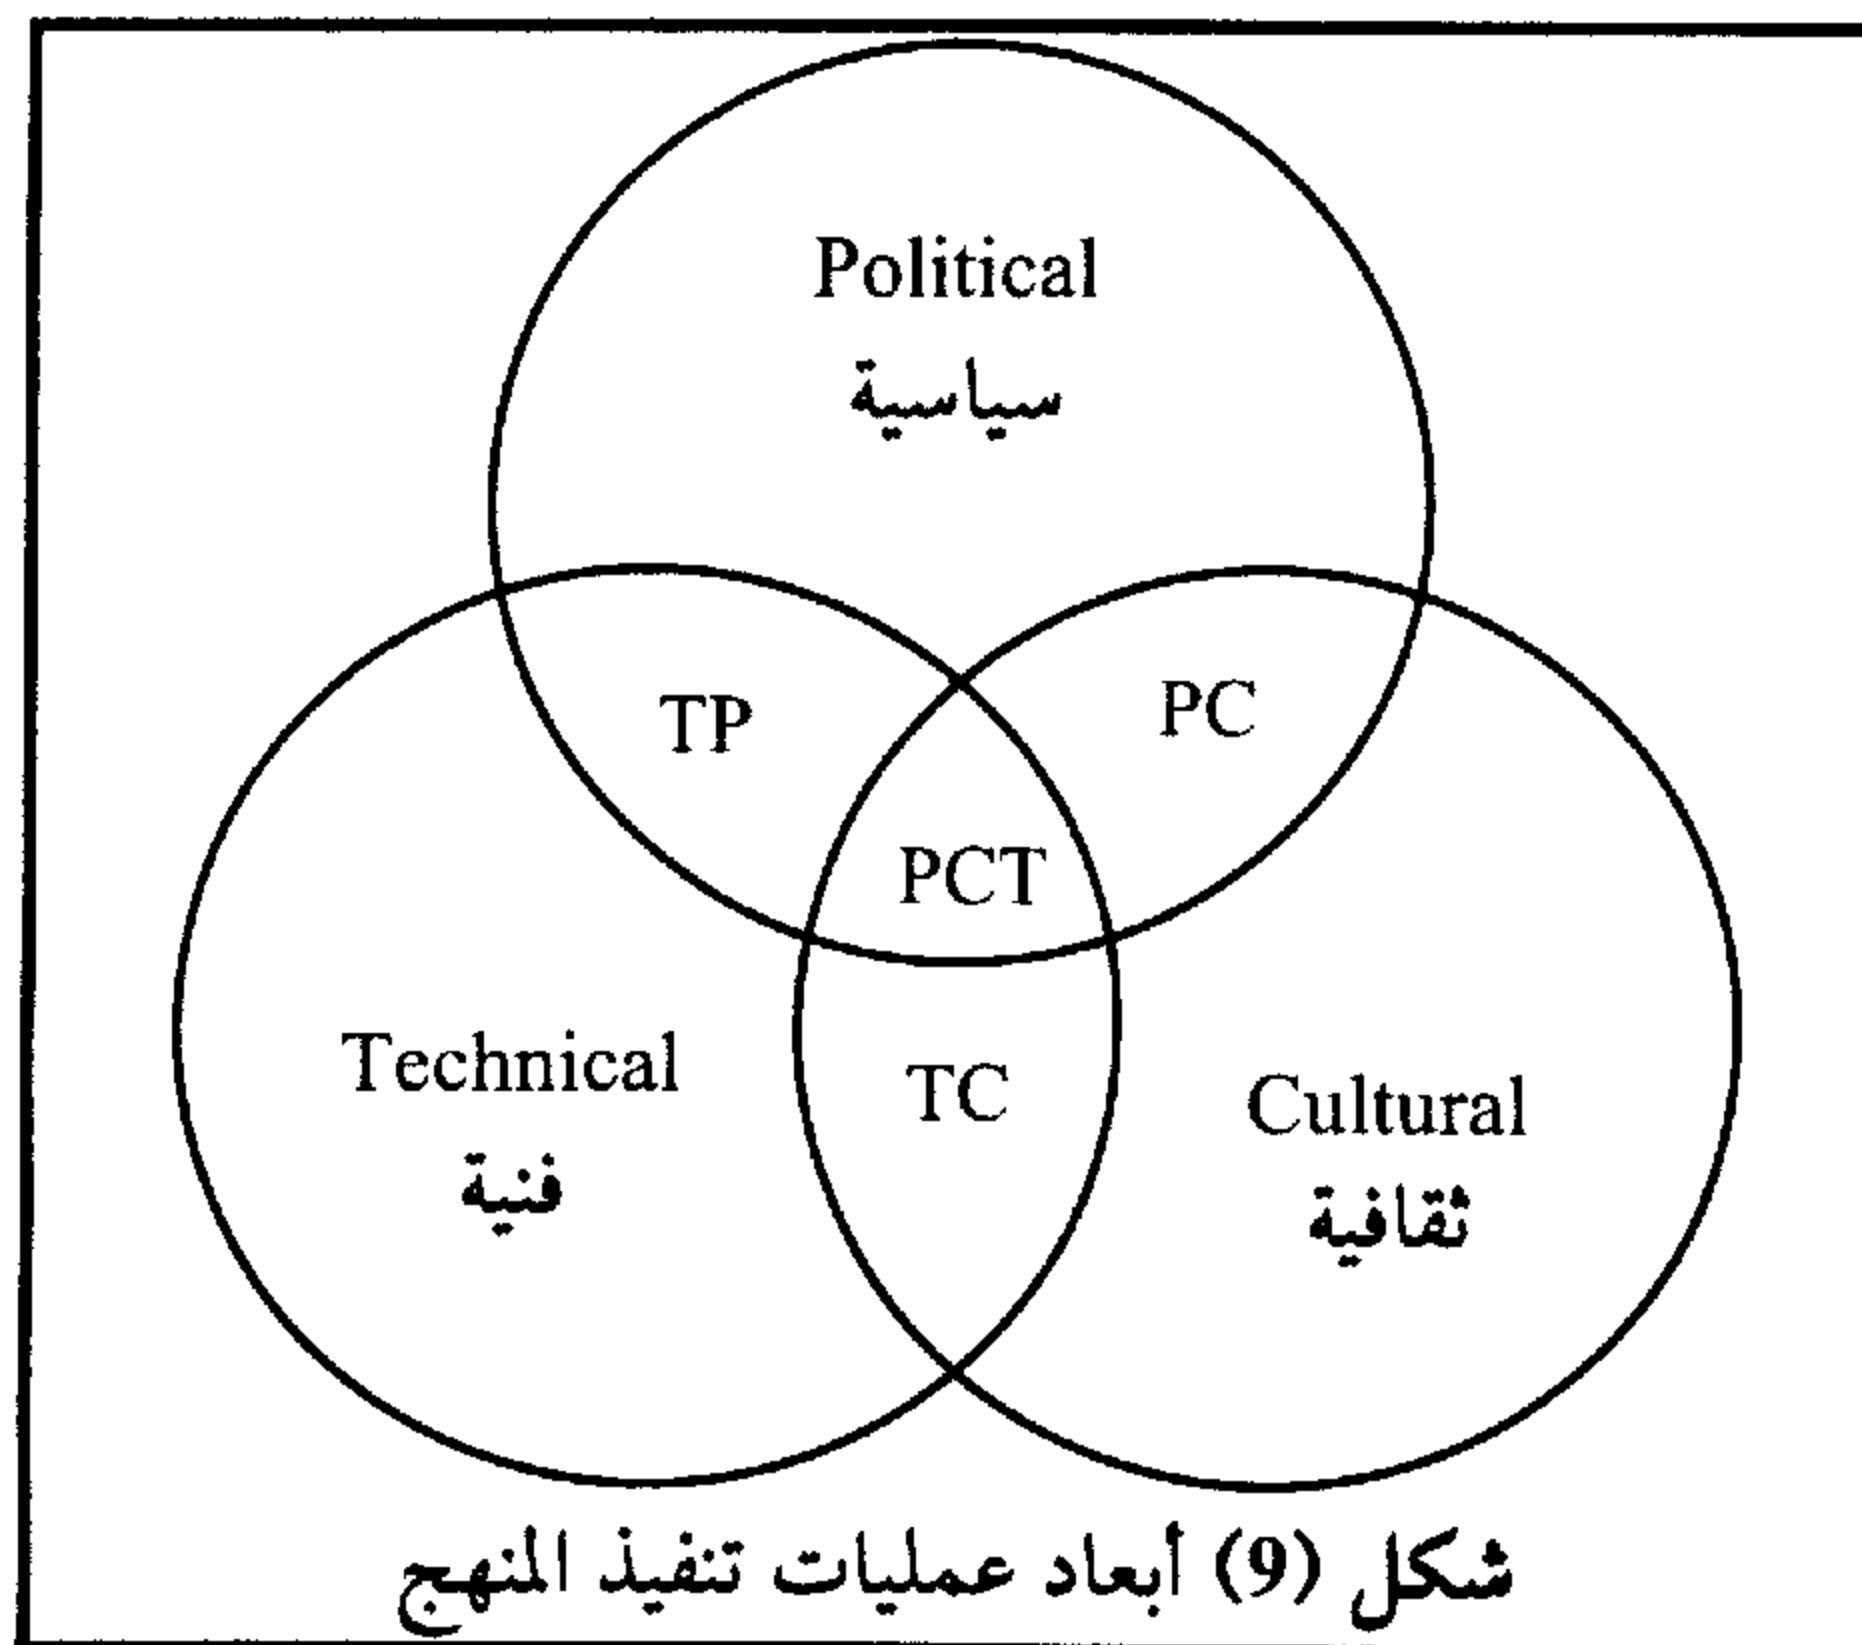 Political
سياسية
TP
PC
PCT
Technical
فنية
TC
Cultural
ثقافية
شكل (9) أبعاد عمليات تنفيذ المنهج